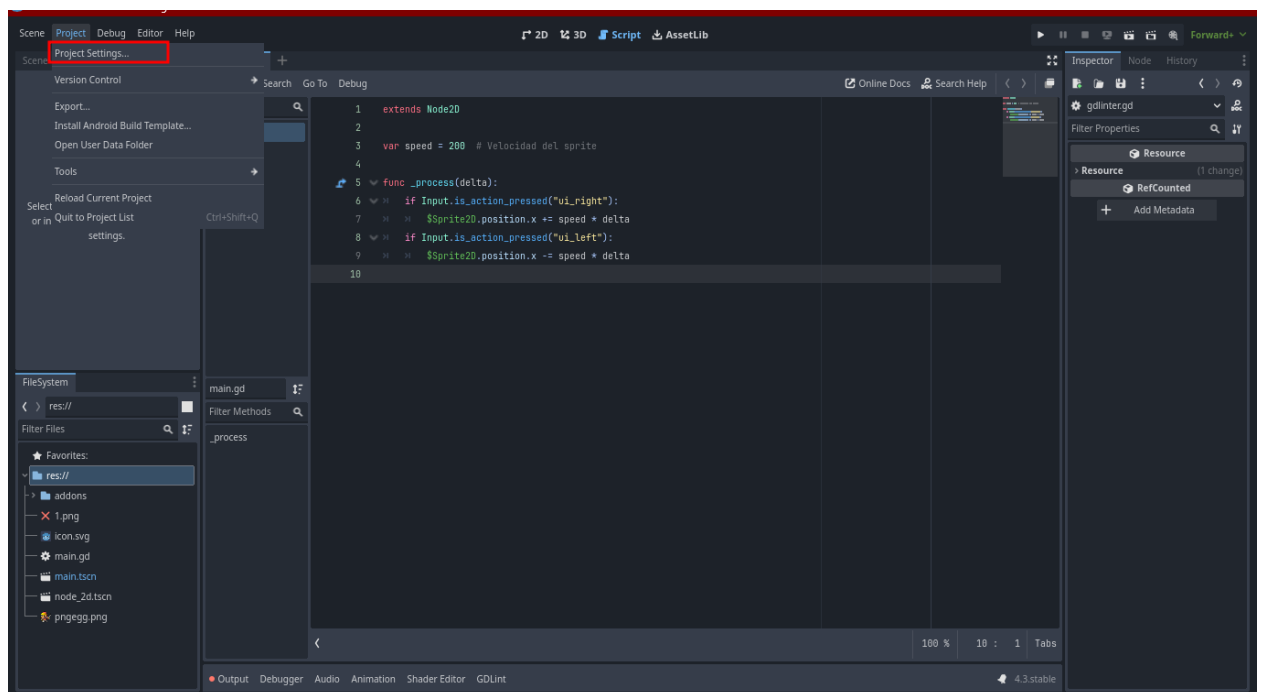 Scene Project Debug Editor Help
2D 3D Script AssetLib
Forward+
Project Settings...
Version Control
Export...
Install Android Build Template...
Open User Data Folder
Tools
Reload Current Project
Quit to Project List Ctrl+Shift+Q
Scene
Select
or in
settings.
Search Go To Debug
Online Docs Search Help
1 extends Node2D
2
3 var speed = 200 # Velocidad del sprite
4
5 func _process(delta):
6 if Input.is_action_pressed("ui_right"):
7 $Sprite2D.position.x += speed * delta
8 if Input.is_action_pressed("ui_left"):
9 $Sprite2D.position.x -= speed * delta
10
Inspector Node History
gdlinter.gd
Filter Properties
Resource
Resource (1 change)
RefCounted
Add Metadata
FileSystem
res://
Filter Files
Favorites:
res://
addons
1.png
icon.svg
main.gd
main.tscn
node_2d.tscn
pngegg.png
main.gd
Filter Methods
_process
100 % 10 : 1 Tabs
Output Debugger Audio Animation Shader Editor GDLint
4.3.stable